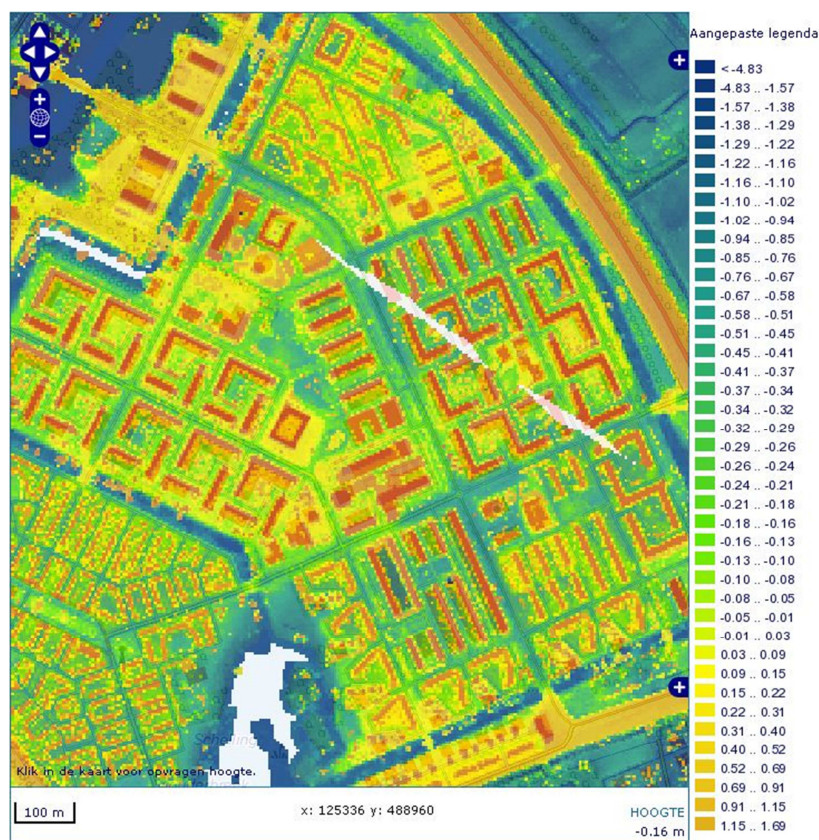 Aangepaste legenda
< -4.83
-4.83 .. -1.57
-1.57 .. -1.38
-1.38 .. -1.29
-1.29 .. -1.22
-1.22 .. -1.16
-1.16 .. -1.10
-1.10 .. -1.02
-1.02 .. -0.94
-0.94 .. -0.85
-0.85 .. -0.76
-0.76 .. -0.67
-0.67 .. -0.58
-0.58 .. -0.51
-0.51 .. -0.45
-0.45 .. -0.41
-0.41 .. -0.37
-0.37 .. -0.34
-0.34 .. -0.32
-0.32 .. -0.29
-0.29 .. -0.26
-0.26 .. -0.24
-0.24 .. -0.21
-0.21 .. -0.18
-0.18 .. -0.16
-0.16 .. -0.13
-0.13 .. -0.10
-0.10 .. -0.08
-0.08 .. -0.05
-0.05 .. -0.01
-0.01 .. 0.03
0.03 .. 0.09
0.09 .. 0.15
0.15 .. 0.22
0.22 .. 0.31
0.31 .. 0.40
0.40 .. 0.52
0.52 .. 0.69
0.69 .. 0.91
0.91 .. 1.15
1.15 .. 1.69
Klik in de kaart voor opvragen hoogte.
100 m
x: 125336 y: 488960
HOOGTE
-0.16 m